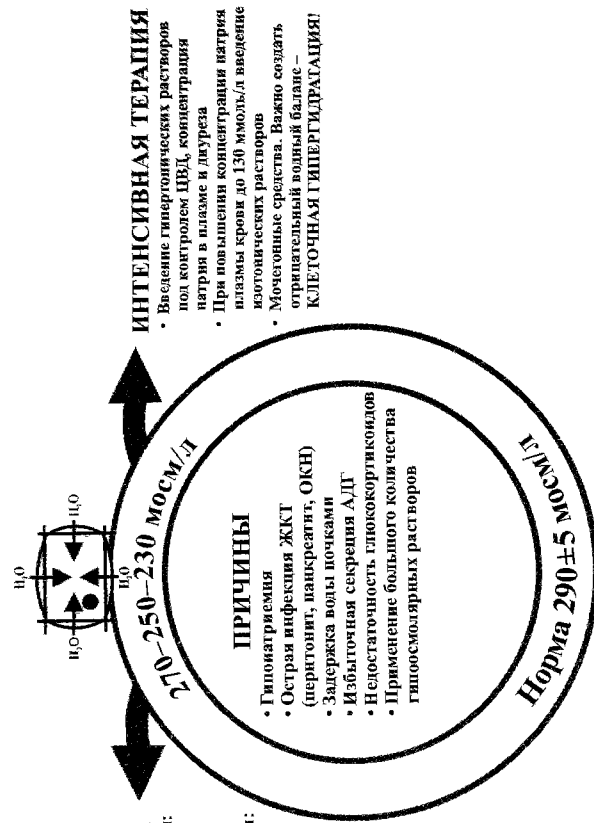 H₂O
H₂O
H₂O
H₂O
270–250–230 мосм/л
ПРИЧИНЫ
• Гипонатриемия
• Острая инфекция ЖКТ
(перитонит, панкреатит, ОКН)
• Задержка воды почками
• Избыточная секреция АДГ
• Недостаточность глюкокортикоидов
• Применение большого количества
гипоосмолярных растворов
Норма 290±5 мосм/л
ИНТЕНСИВНАЯ ТЕРАПИЯ
• Введение гипертонических растворов
под контролем ЦВД, концентрация
натрия в плазме и диуреза
• При повышении концентрации натрия
плазмы крови до 130 ммоль/л введение
изотонических растворов
• Мочегонные средства. Важно создать
отрицательный водный баланс –
КЛЕТОЧНАЯ ГИПЕРГИДРАТАЦИЯ!